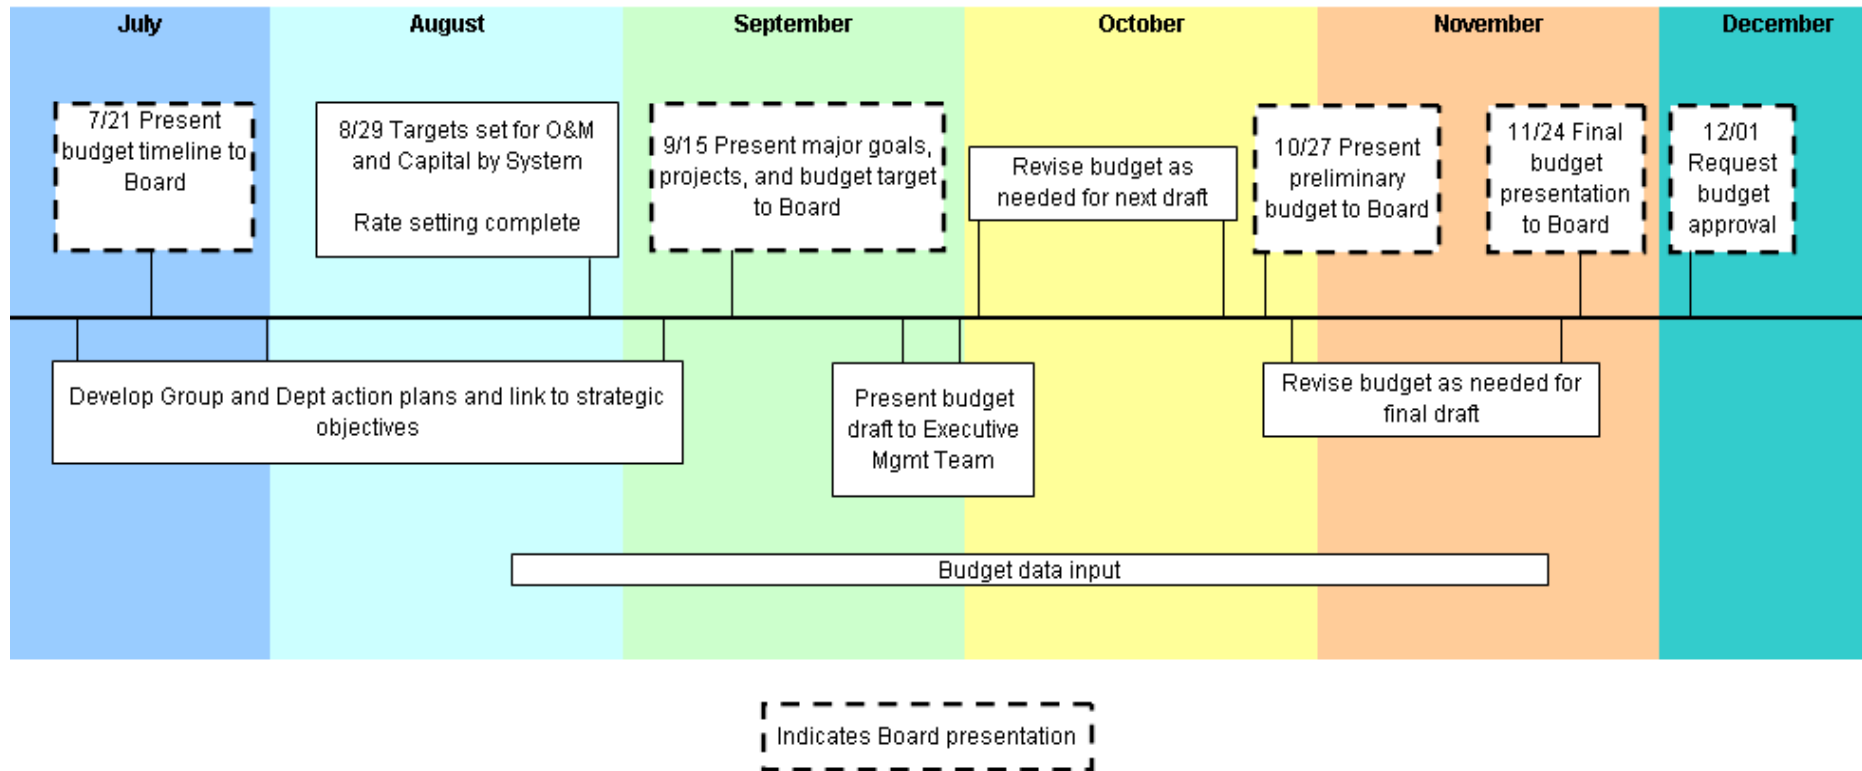 July
August
September
October
November
December
7/21 Present
budget timeline to
Board
8/29 Targets set for O&M
and Capital by System
Rate setting complete
9/15 Present major goals,
projects, and budget target
to Board
Revise budget as
needed for next draft
10/27 Present
preliminary
budget to Board
11/24 Final
budget
presentation
to Board
12/01
Request
budget
approval
Develop Group and Dept action plans and link to strategic
objectives
Present budget
draft to Executive
Mgmt Team
Revise budget as needed for
final draft
Budget data input
Indicates Board presentation